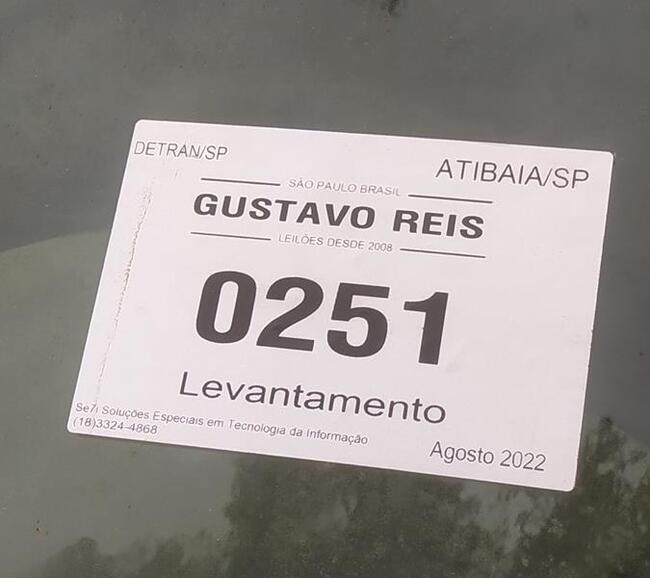 DETRAN/SP
ATIBAIA/SP
SÃO PAULO BRASIL
GUSTAVO REIS
LEILÕES DESDE 2008
0251
Levantamento
Se7i Soluções Especiais em Tecnologia da Informação
(18)3324-4868
Agosto 2022